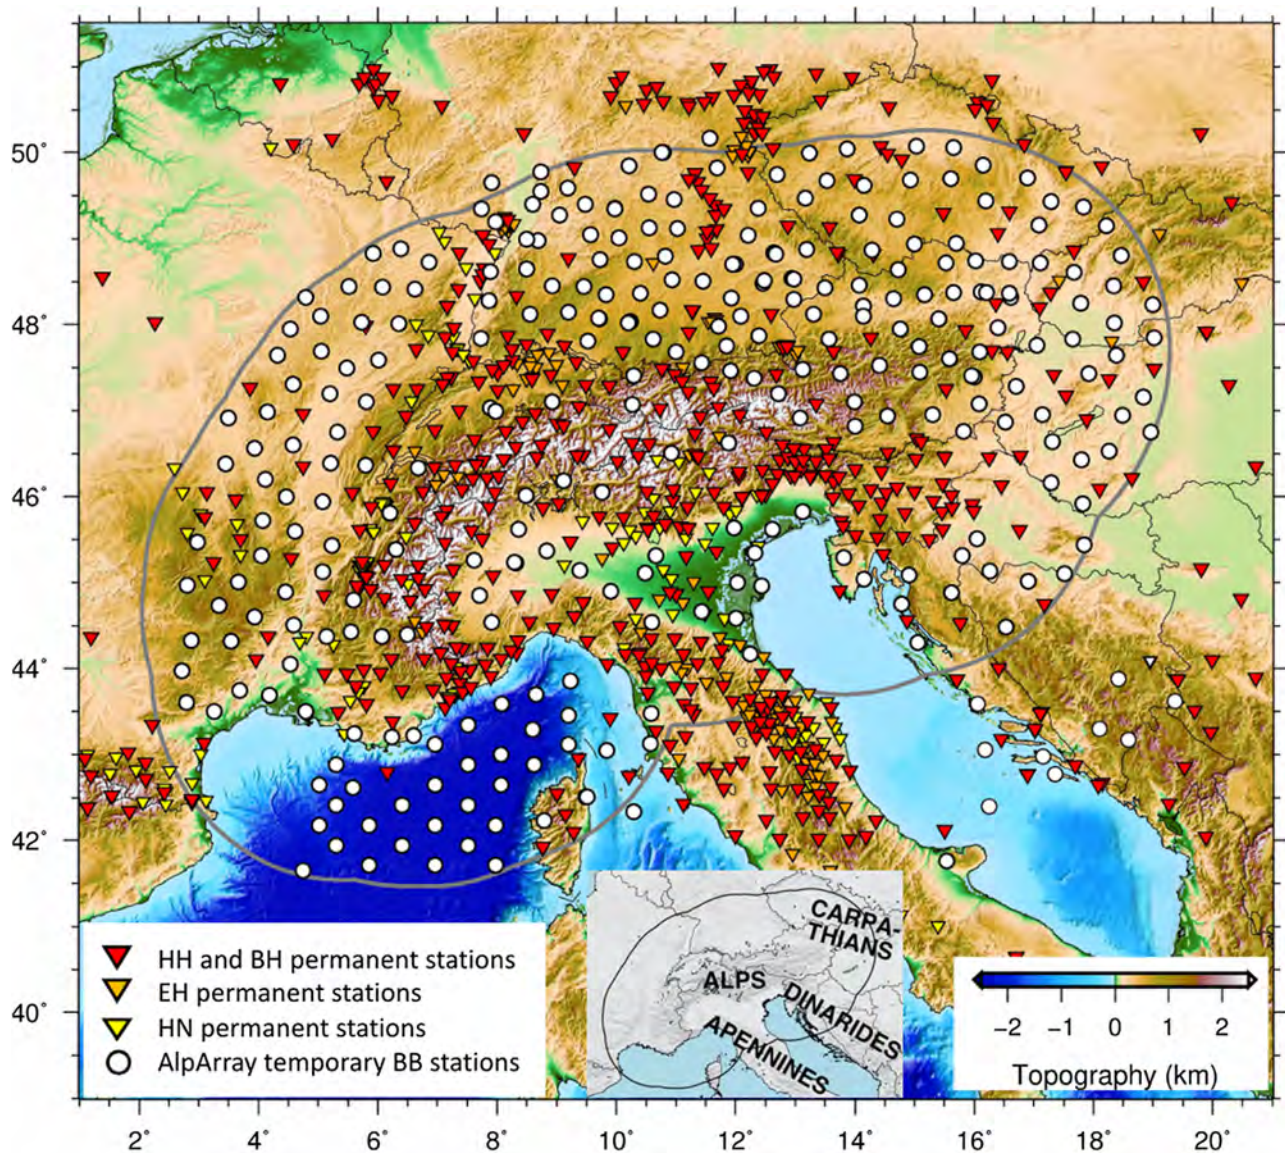 50˚
48˚
46˚
44˚
42˚
40˚
HH and BH permanent stations
EH permanent stations
HN permanent stations
AlpArray temporary BB stations
CARPA-
THIANS
ALPS
DINARIDES
APENNINES
−2 −1 0 1 2
Topography (km)
2˚ 4˚ 6˚ 8˚ 10˚ 12˚ 14˚ 16˚ 18˚ 20˚